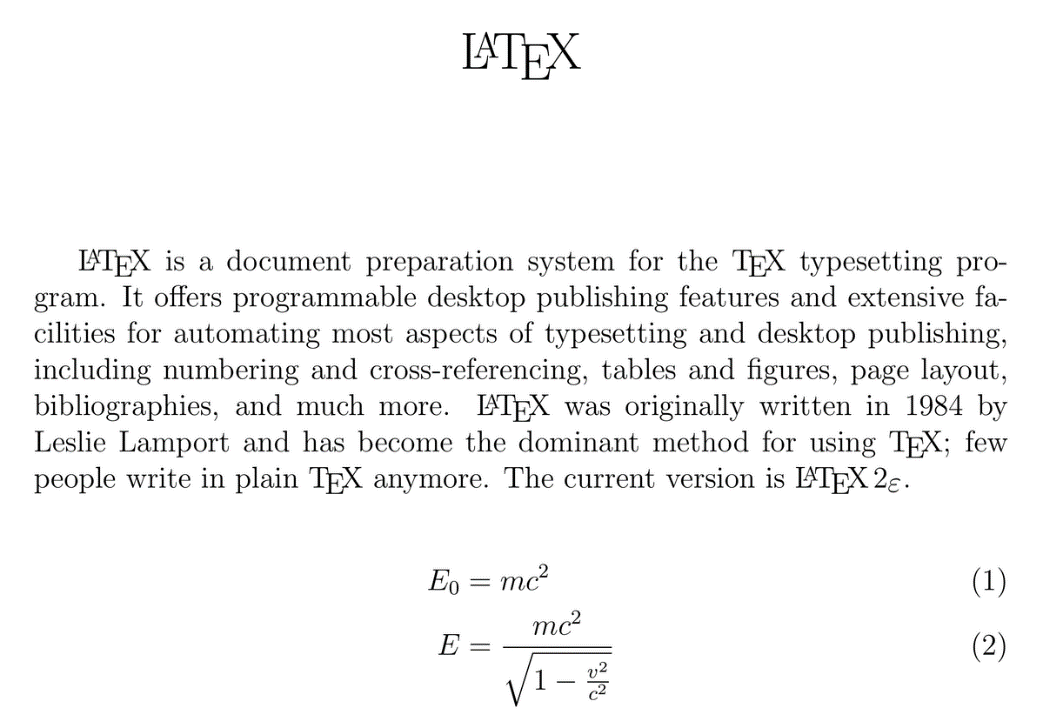 LATEX
LATEX is a document preparation system for the TEX typesetting pro-
gram. It offers programmable desktop publishing features and extensive fa-
cilities for automating most aspects of typesetting and desktop publishing,
including numbering and cross-referencing, tables and figures, page layout,
bibliographies, and much more. LATEX was originally written in 1984 by
Leslie Lamport and has become the dominant method for using TEX; few
people write in plain TEX anymore. The current version is LATEX 2ε.
E₀ = mc² (1)
E = mc² / √(1 − v²/c²) (2)